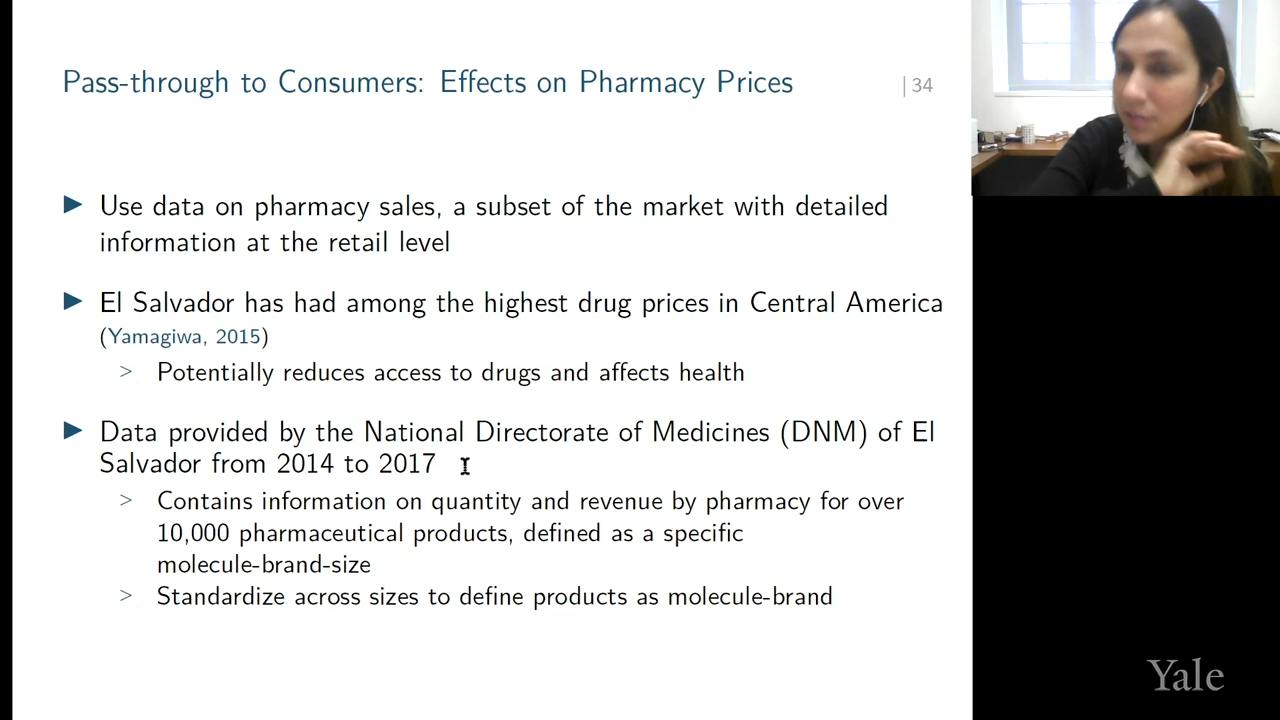 Pass-through to Consumers: Effects on Pharmacy Prices | 34
▶ Use data on pharmacy sales, a subset of the market with detailed
information at the retail level
▶ El Salvador has had among the highest drug prices in Central America
(Yamagiwa, 2015)
> Potentially reduces access to drugs and affects health
▶ Data provided by the National Directorate of Medicines (DNM) of El
Salvador from 2014 to 2017
> Contains information on quantity and revenue by pharmacy for over
10,000 pharmaceutical products, defined as a specific
molecule-brand-size
> Standardize across sizes to define products as molecule-brand
Yale